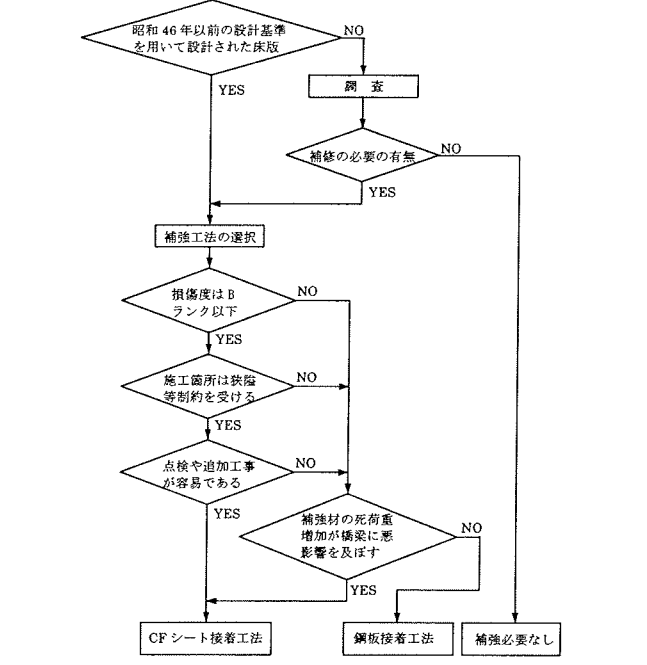 昭和46年以前の設計基準
を用いて設計された床版
NO
YES
調 査
補修の必要の有無
NO
YES
補強工法の選択
損傷度はB
ランク以下
NO
YES
施工箇所は狭隘
等制約を受ける
NO
YES
点検や追加工事
が容易である
NO
YES
補強材の死荷重
増加が橋梁に悪
影響を及ぼす
NO
YES
CFシート接着工法
鋼板接着工法
補強必要なし